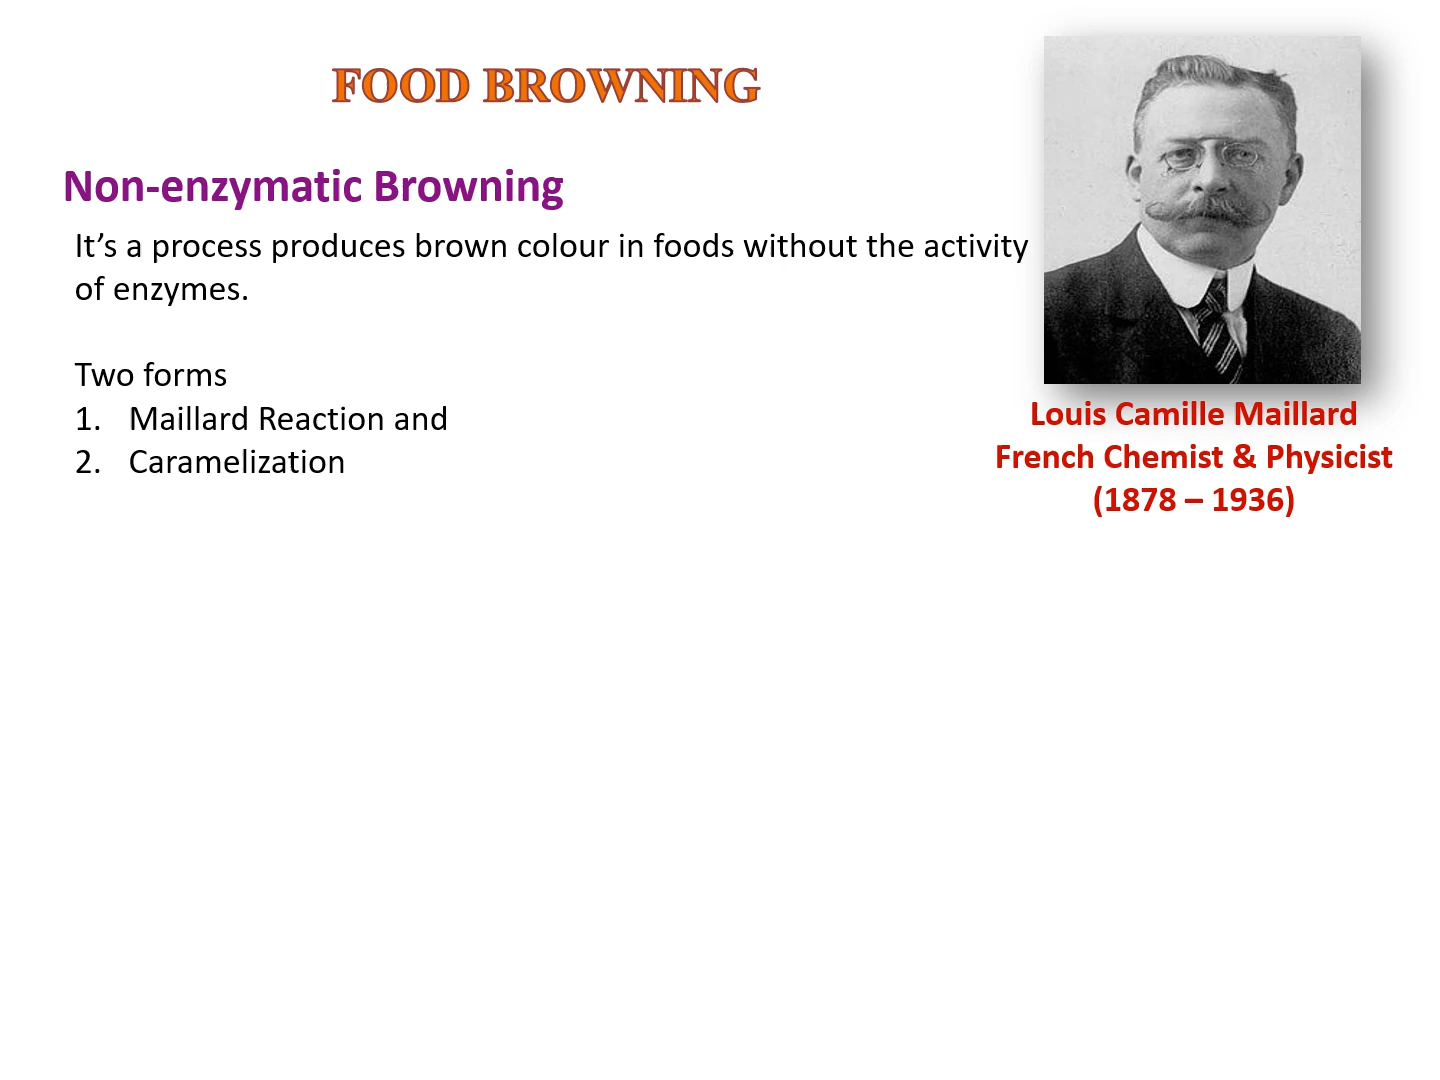 FOOD BROWNING
Non-enzymatic Browning
It’s a process produces brown colour in foods without the activity
of enzymes.
Two forms
1. Maillard Reaction and
2. Caramelization
Louis Camille Maillard
French Chemist & Physicist
(1878 – 1936)